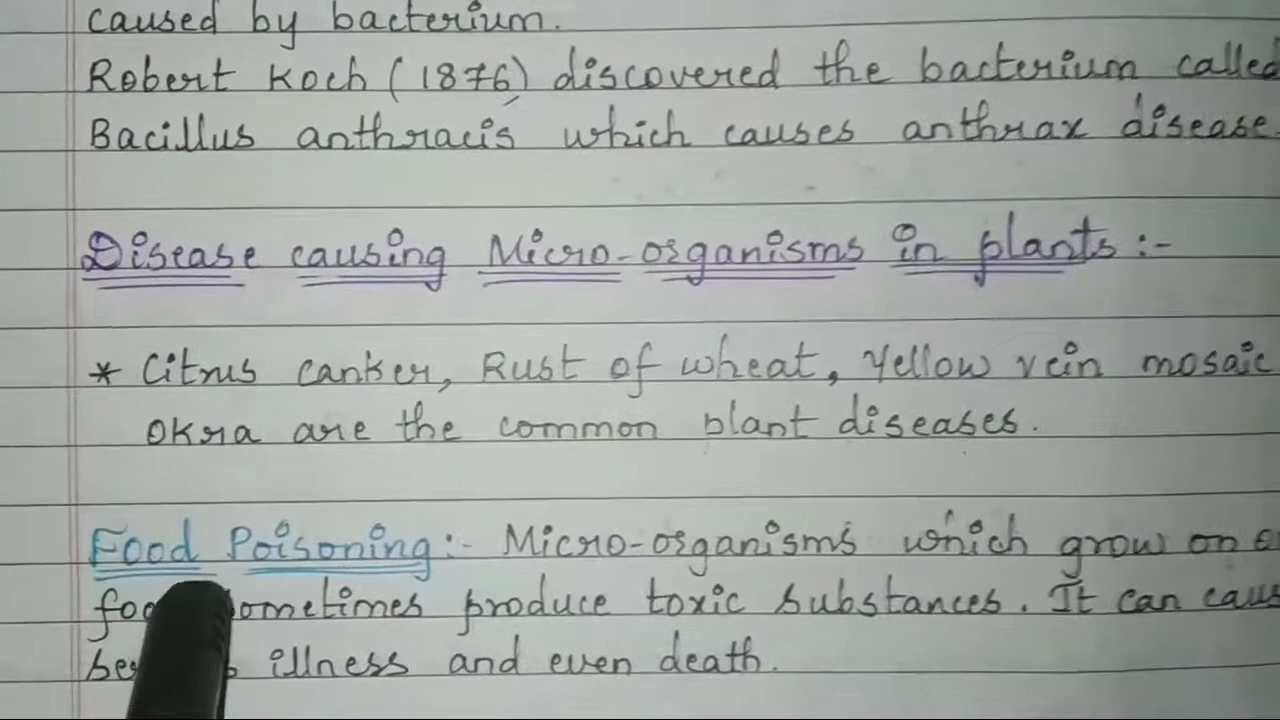 caused by bacterium.
Robert Koch (1876) discovered the bacterium called
Bacillus anthracis which causes anthrax disease
Disease causing Micro-organisms in plants :-
* Citrus canker, Rust of wheat, Yellow vein mosaic
Okra are the common plant diseases.
Food Poisoning :- Micro-organisms which grow on
sometimes produce toxic substances. It can
illness and even death.